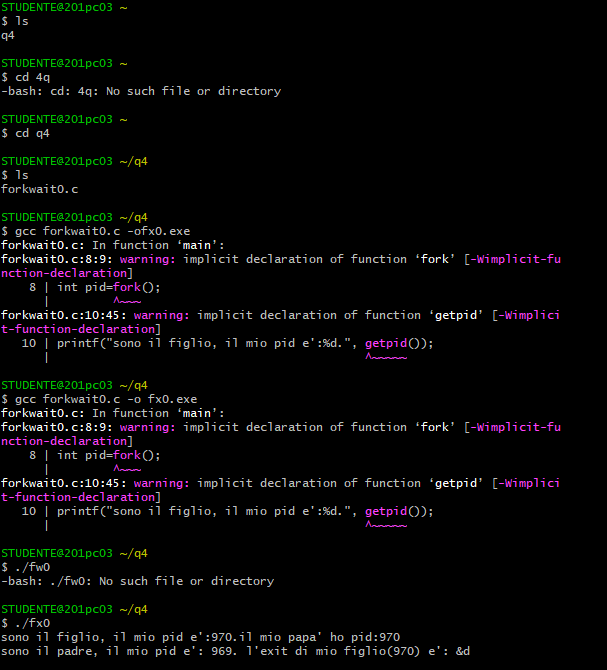 STUDENTE@201pc03 ~
$ ls
q4
STUDENTE@201pc03 ~
$ cd 4q
-bash: cd: 4q: No such file or directory
STUDENTE@201pc03 ~
$ cd q4
STUDENTE@201pc03 ~/q4
$ ls
forkwait0.c
STUDENTE@201pc03 ~/q4
$ gcc forkwait0.c -ofx0.exe
forkwait0.c: In function ‘main’:
forkwait0.c:8:9: warning: implicit declaration of function ‘fork’ [-Wimplicit-fu
nction-declaration]
8 | int pid=fork();
| ^~~~
forkwait0.c:10:45: warning: implicit declaration of function ‘getpid’ [-Wimplici
t-function-declaration]
10 | printf("sono il figlio, il mio pid e':%d.", getpid());
| ^~~~~~
STUDENTE@201pc03 ~/q4
$ gcc forkwait0.c -o fx0.exe
forkwait0.c: In function ‘main’:
forkwait0.c:8:9: warning: implicit declaration of function ‘fork’ [-Wimplicit-fu
nction-declaration]
8 | int pid=fork();
| ^~~~
forkwait0.c:10:45: warning: implicit declaration of function ‘getpid’ [-Wimplici
t-function-declaration]
10 | printf("sono il figlio, il mio pid e':%d.", getpid());
| ^~~~~~
STUDENTE@201pc03 ~/q4
$ ./fw0
-bash: ./fw0: No such file or directory
STUDENTE@201pc03 ~/q4
$ ./fx0
sono il figlio, il mio pid e':970.il mio papa' ho pid:970
sono il padre, il mio pid e': 969. l'exit di mio figlio(970) e': &d